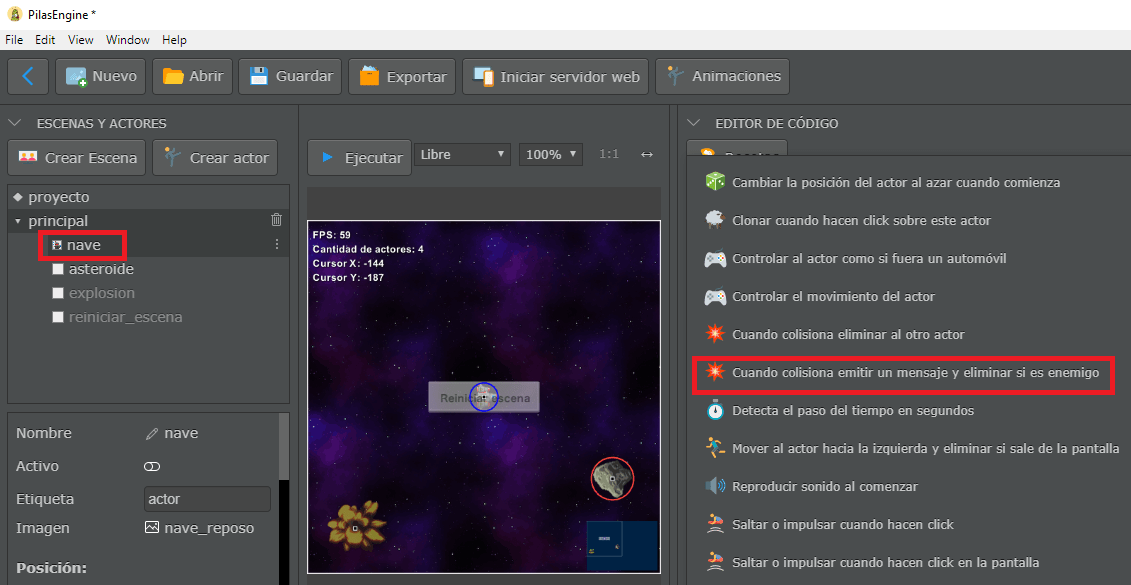 PilasEngine *
File Edit View Window Help
Nuevo Abrir Guardar Exportar Iniciar servidor web Animaciones
ESCENAS Y ACTORES
Crear Escena Crear actor
proyecto
principal
nave
asteroide
explosion
reiniciar_escena
Nombre nave
Activo
Etiqueta actor
Imagen nave_reposo
Posición:
Ejecutar Libre 100% 1:1
FPS: 59
Cantidad de actores: 4
Cursor X: -144
Cursor Y: -187
Reiniciar escena
EDITOR DE CÓDIGO
Cambiar la posición del actor al azar cuando comienza
Clonar cuando hacen click sobre este actor
Controlar al actor como si fuera un automóvil
Controlar el movimiento del actor
Cuando colisiona eliminar al otro actor
Cuando colisiona emitir un mensaje y eliminar si es enemigo
Detecta el paso del tiempo en segundos
Mover al actor hacia la izquierda y eliminar si sale de la pantalla
Reproducir sonido al comenzar
Saltar o impulsar cuando hacen click
Saltar o impulsar cuando hacen click en la pantalla